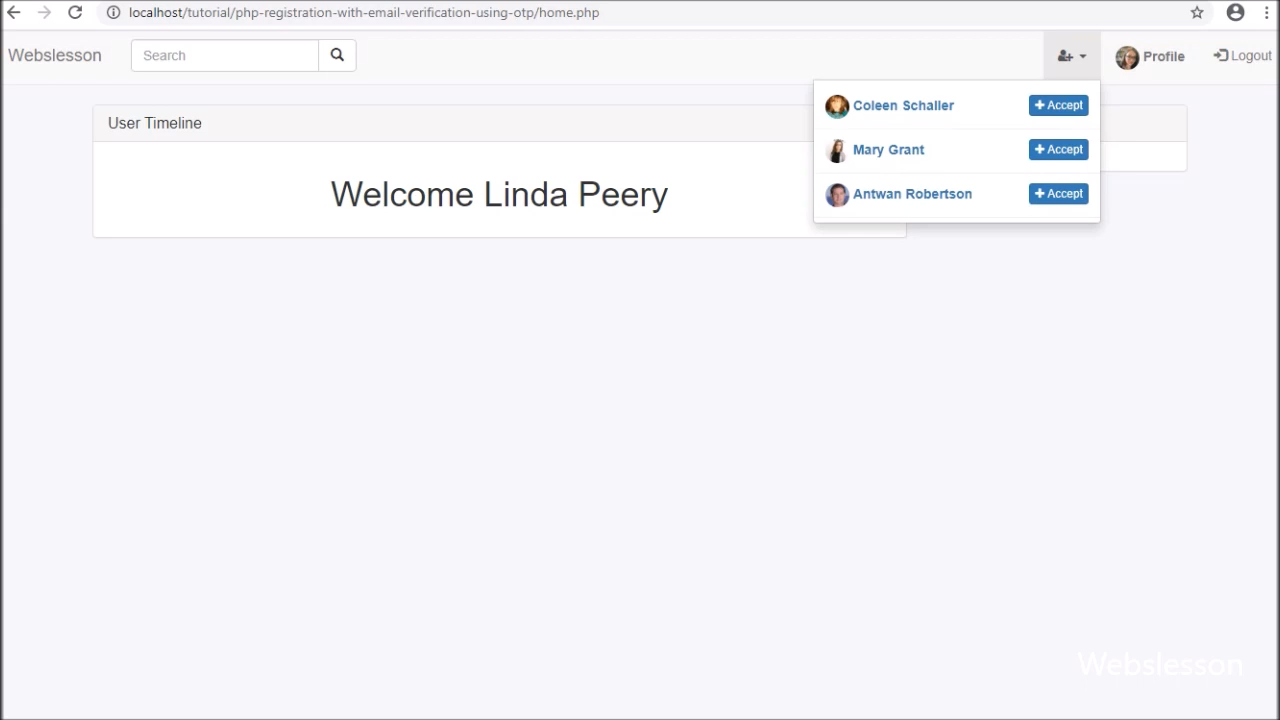 localhost/tutorial/php-registration-with-email-verification-using-otp/home.php
Webslesson
Search
Profile
Logout
Coleen Schaller
+ Accept
Mary Grant
+ Accept
Antwan Robertson
+ Accept
User Timeline
Welcome Linda Peery
Webslesson